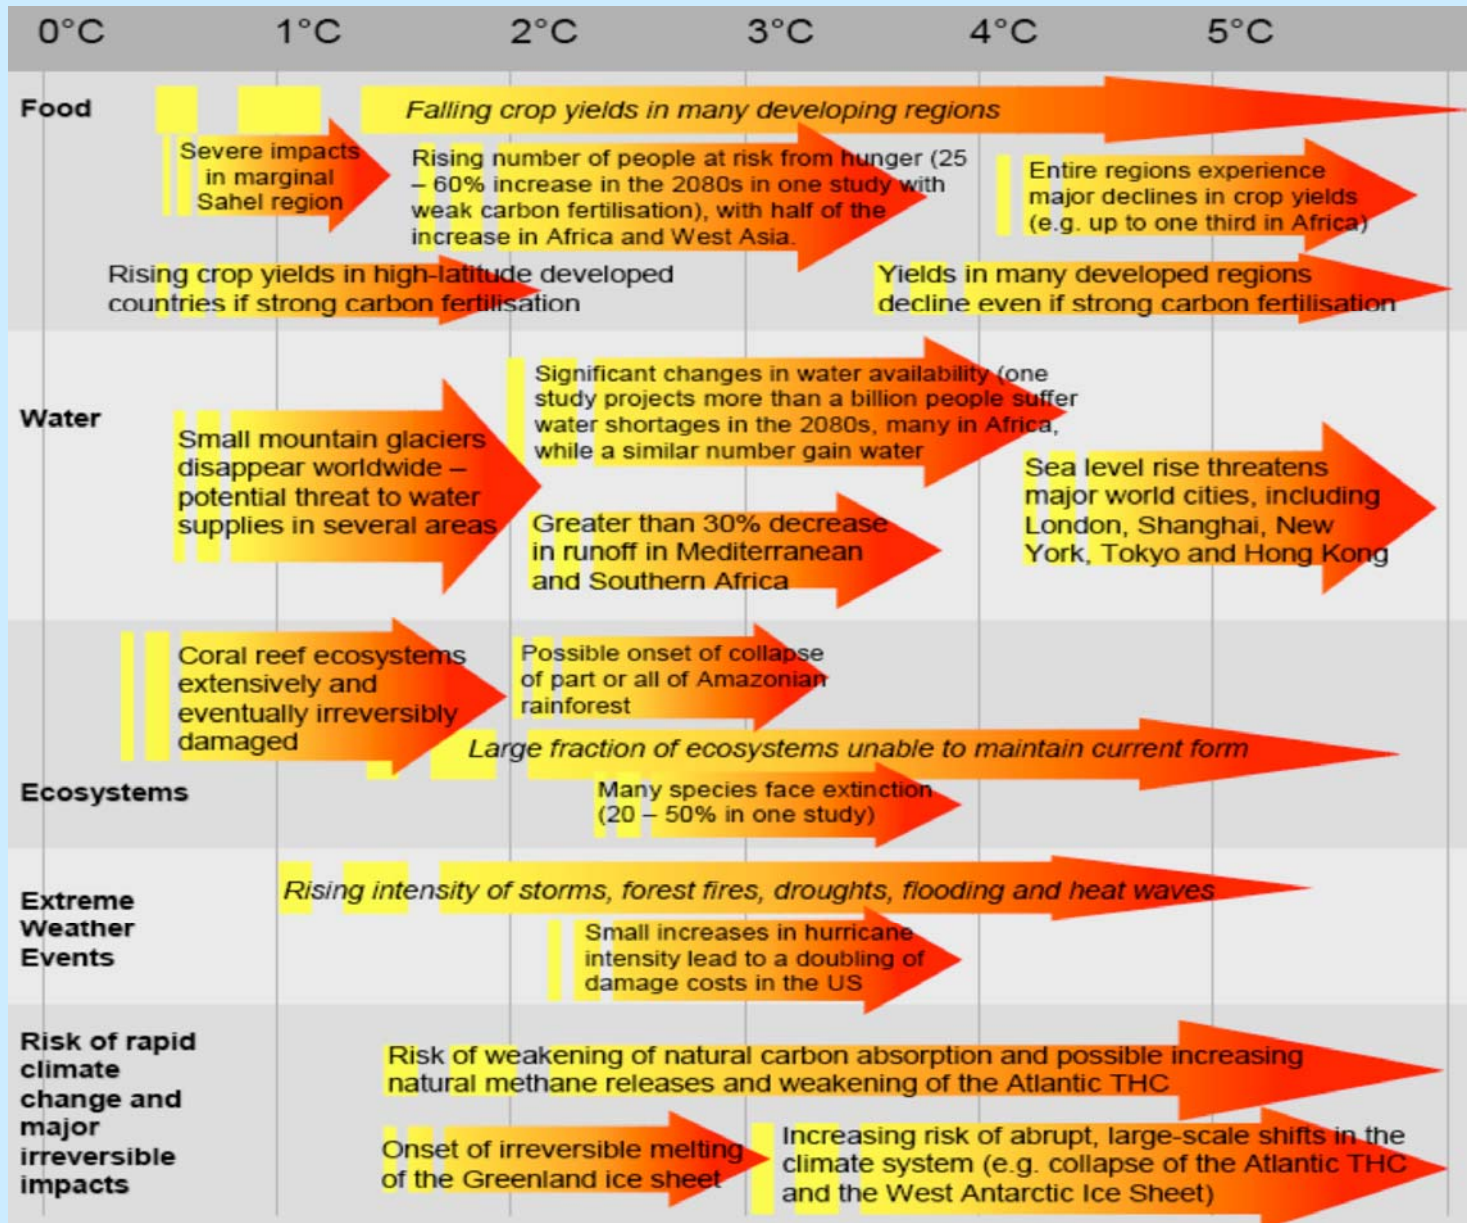 0°C 1°C 2°C 3°C 4°C 5°C
Food
Falling crop yields in many developing regions
Severe impacts
in marginal
Sahel region
Rising number of people at risk from hunger (25
– 60% increase in the 2080s in one study with
weak carbon fertilisation), with half of the
increase in Africa and West Asia.
Entire regions experience
major declines in crop yields
(e.g. up to one third in Africa)
Rising crop yields in high-latitude developed
countries if strong carbon fertilisation
Yields in many developed regions
decline even if strong carbon fertilisation
Water
Small mountain glaciers
disappear worldwide –
potential threat to water
supplies in several areas
Significant changes in water availability (one
study projects more than a billion people suffer
water shortages in the 2080s, many in Africa,
while a similar number gain water
Greater than 30% decrease
in runoff in Mediterranean
and Southern Africa
Sea level rise threatens
major world cities, including
London, Shanghai, New
York, Tokyo and Hong Kong
Ecosystems
Coral reef ecosystems
extensively and
eventually irreversibly
damaged
Possible onset of collapse
of part or all of Amazonian
rainforest
Large fraction of ecosystems unable to maintain current form
Many species face extinction
(20 – 50% in one study)
Extreme
Weather
Events
Rising intensity of storms, forest fires, droughts, flooding and heat waves
Small increases in hurricane
intensity lead to a doubling of
damage costs in the US
Risk of rapid
climate
change and
major
irreversible
impacts
Risk of weakening of natural carbon absorption and possible increasing
natural methane releases and weakening of the Atlantic THC
Onset of irreversible melting
of the Greenland ice sheet
Increasing risk of abrupt, large-scale shifts in the
climate system (e.g. collapse of the Atlantic THC
and the West Antarctic Ice Sheet)